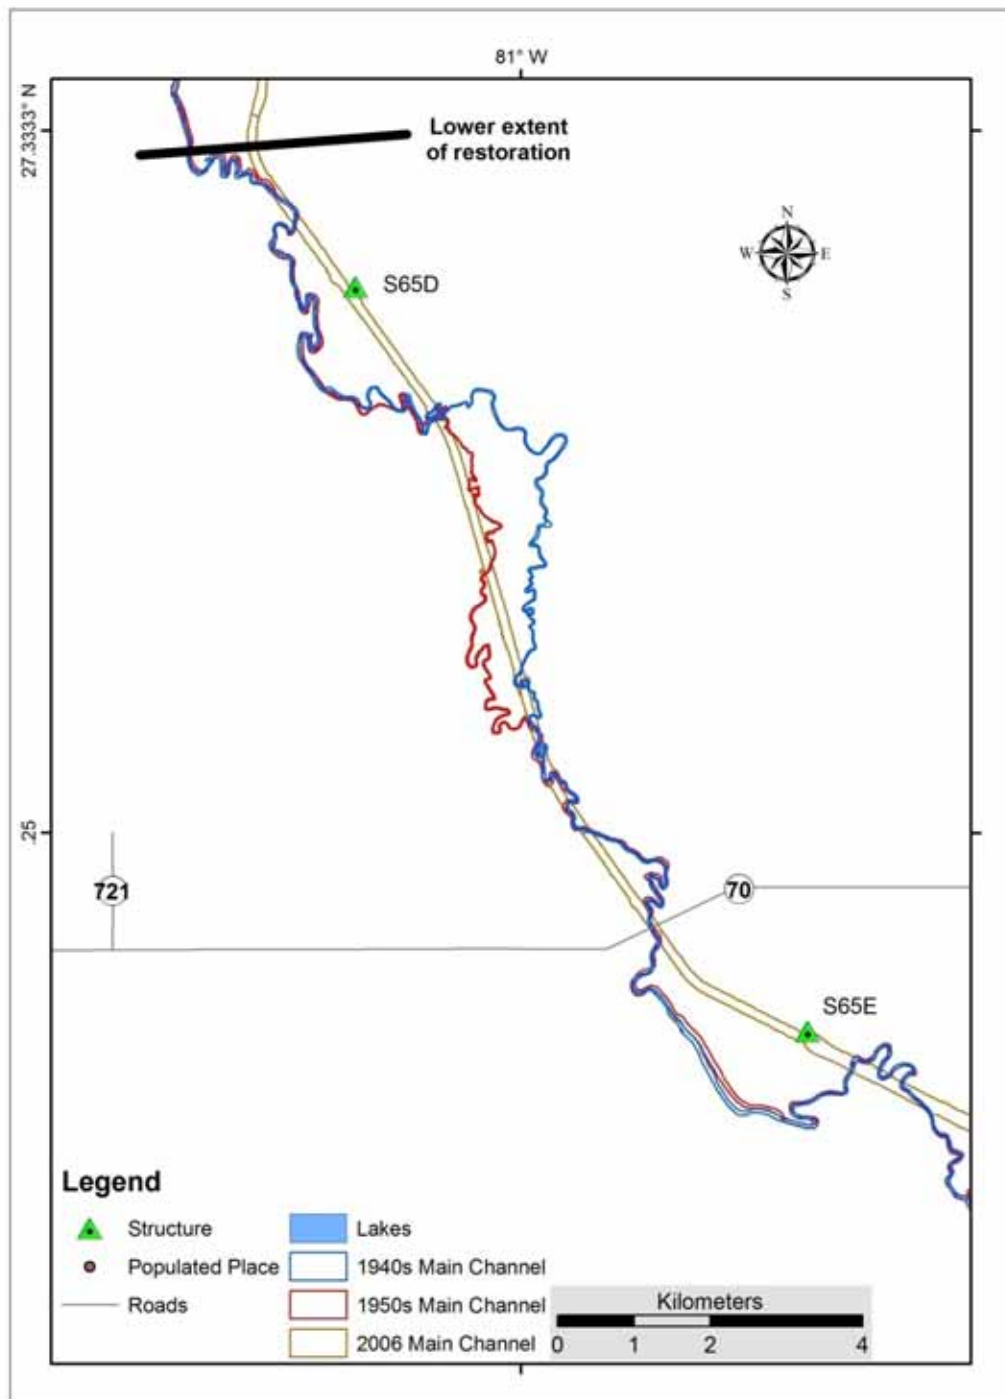 81° W
27.3333° N
Lower extent
of restoration
N
W E
S
S65D
.25
721
70
S65E
Legend
Structure
Populated Place
Roads
Lakes
1940s Main Channel
1950s Main Channel
2006 Main Channel
Kilometers
0 1 2 4